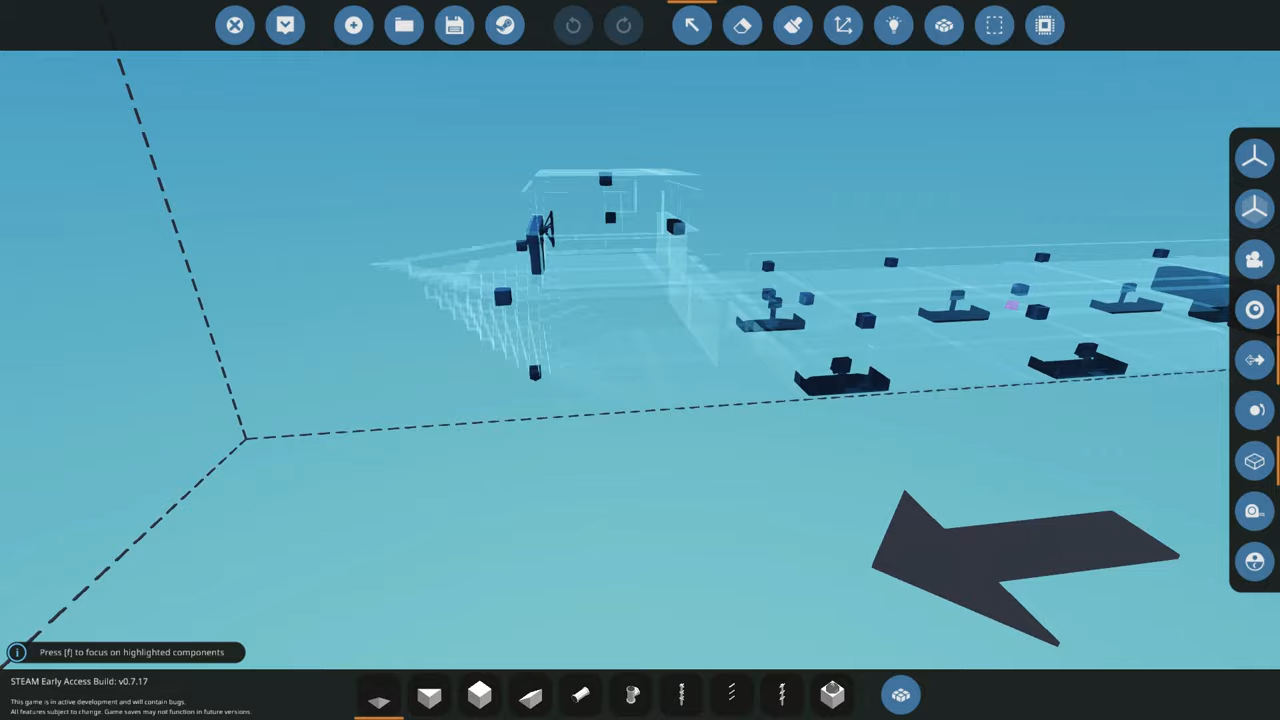 Press [f] to focus on highlighted components
STEAM Early Access Build: v0.7.17
This game is in active development and will contain bugs.
All features subject to change. Game saves may not function in future versions.